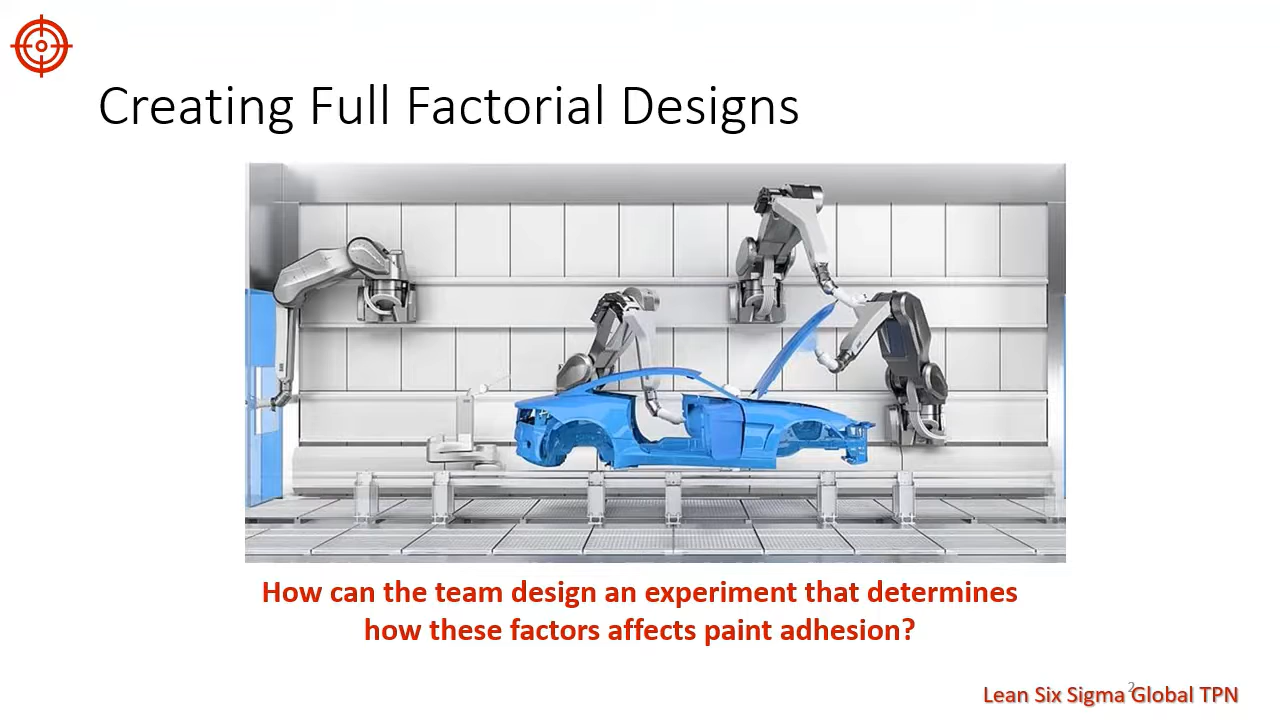 Creating Full Factorial Designs
How can the team design an experiment that determines
how these factors affects paint adhesion?
2
Lean Six Sigma Global TPN